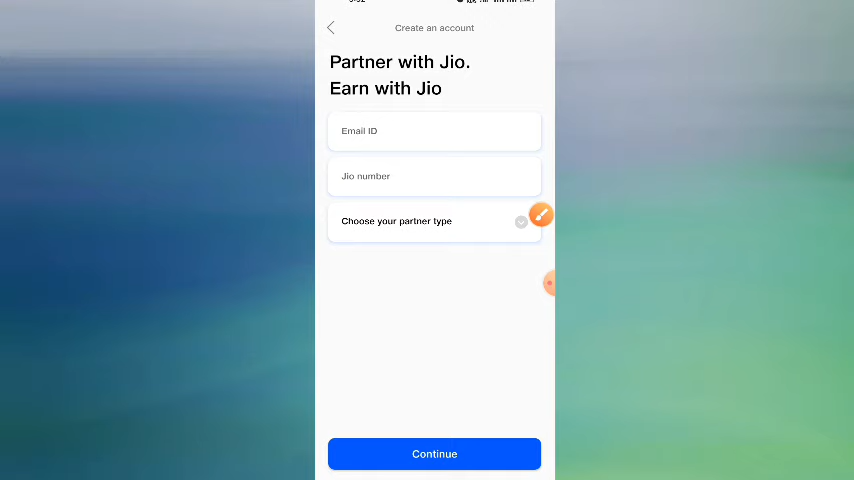 Create an account
Partner with Jio.
Earn with Jio
Email ID
Jio number
Choose your partner type
Continue